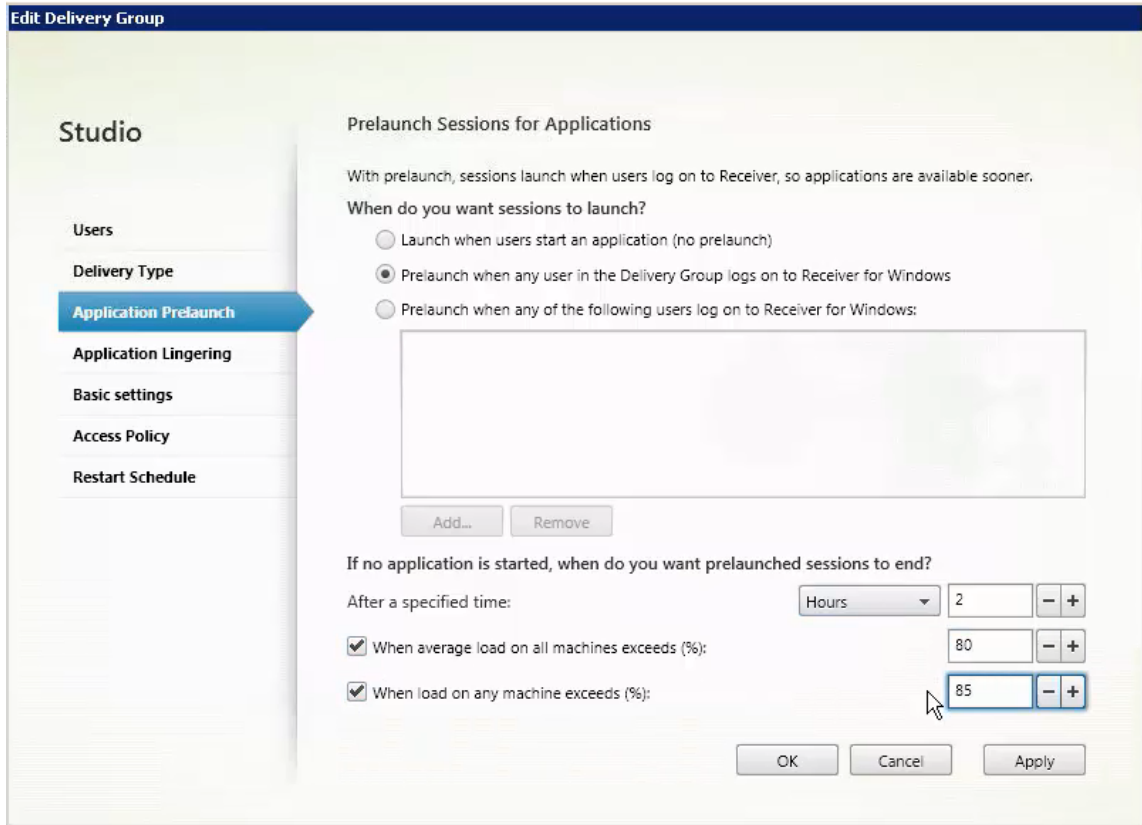 Edit Delivery Group
Studio
Users
Delivery Type
Application Prelaunch
Application Lingering
Basic settings
Access Policy
Restart Schedule
Prelaunch Sessions for Applications
With prelaunch, sessions launch when users log on to Receiver, so applications are available sooner.
When do you want sessions to launch?
Launch when users start an application (no prelaunch)
Prelaunch when any user in the Delivery Group logs on to Receiver for Windows
Prelaunch when any of the following users log on to Receiver for Windows:
Add... Remove
If no application is started, when do you want prelaunched sessions to end?
After a specified time: Hours 2
When average load on all machines exceeds (%): 80
When load on any machine exceeds (%): 85
OK Cancel Apply